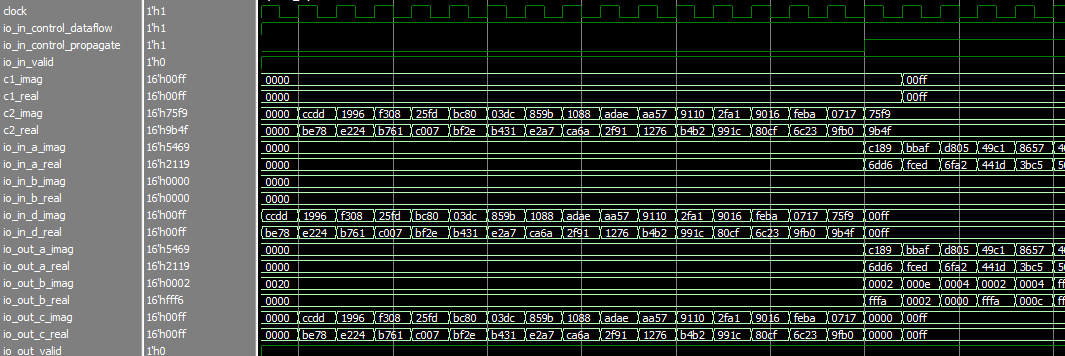 clock 1'h1
io_in_control_dataflow 1'h1
io_in_control_propagate 1'h1
io_in_valid 1'h0
c1_imag 16'h00ff 0000 00ff
c1_real 16'h00ff 0000 00ff
c2_imag 16'h75f9 0000 ccdd 1996 f308 25fd bc80 03dc 859b 1088 adae aa57 9110 2fa1 9016 feba 0717 75f9
c2_real 16'h9b4f 0000 be78 e224 b761 c007 bf2e b431 e2a7 ca6a 2f91 1276 b4b2 991c 80cf 6c23 9fb0 9b4f
io_in_a_imag 16'h5469 0000 c189 bbaf d805 49c1 8657
io_in_a_real 16'h2119 0000 6dd6 fced 6fa2 441d 3bc5
io_in_b_imag 16'h0000 0000
io_in_b_real 16'h0000 0000
io_in_d_imag 16'h00ff ccdd 1996 f308 25fd bc80 03dc 859b 1088 adae aa57 9110 2fa1 9016 feba 0717 75f9 00ff
io_in_d_real 16'h00ff be78 e224 b761 c007 bf2e b431 e2a7 ca6a 2f91 1276 b4b2 991c 80cf 6c23 9fb0 9b4f 00ff
io_out_a_imag 16'h5469 0000 c189 bbaf d805 49c1 8657
io_out_a_real 16'h2119 0000 6dd6 fced 6fa2 441d 3bc5
io_out_b_imag 16'h0002 0020 0002 000e 0004 0002 0004
io_out_b_real 16'hfff6 0000 fffa 0002 0000 fffa 000c
io_out_c_imag 16'h00ff 0000 ccdd 1996 f308 25fd bc80 03dc 859b 1088 adae aa57 9110 2fa1 9016 feba 0717 0000 00ff
io_out_c_real 16'h00ff 0000 be78 e224 b761 c007 bf2e b431 e2a7 ca6a 2f91 1276 b4b2 991c 80cf 6c23 9fb0 0000 00ff
io_out_valid 1'h0